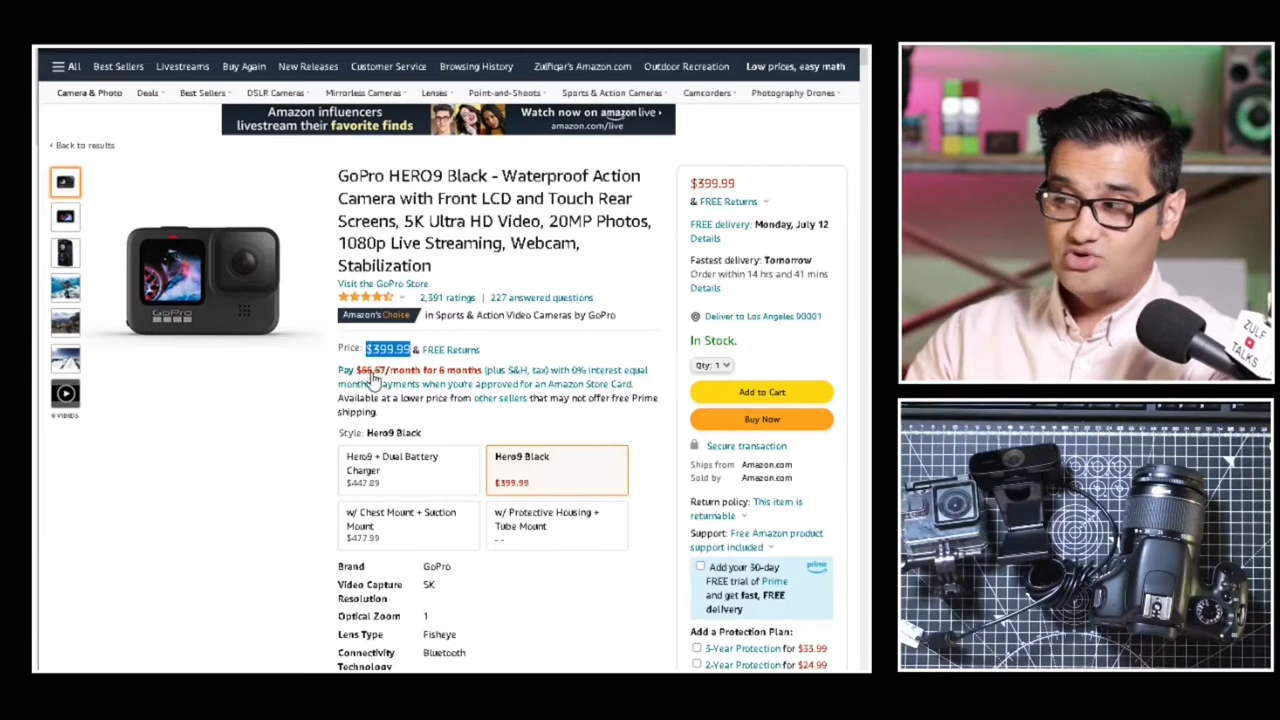 All Best Sellers Livestreams Buy Again New Releases Customer Service Browsing History Zulfiqar's Amazon.com Outdoor Recreation Low prices, easy math
Camera & Photo Deals Best Sellers DSLR Cameras Mirrorless Cameras Lenses Point-and-Shoots Sports & Action Cameras Camcorders Photography Drones
Amazon influencers
livestream their favorite finds
Watch now on amazon live ›
amazon.com/live
‹ Back to results
6 VIDEOS
GoPro
GoPro HERO9 Black - Waterproof Action
Camera with Front LCD and Touch Rear
Screens, 5K Ultra HD Video, 20MP Photos,
1080p Live Streaming, Webcam,
Stabilization
Visit the GoPro Store
2,391 ratings | 227 answered questions
Amazon's Choice in Sports & Action Video Cameras by GoPro
Price: $399.99 & FREE Returns
Pay $66.67/month for 6 months (plus S&H, tax) with 0% interest equal
monthly payments when you're approved for an Amazon Store Card.
Available at a lower price from other sellers that may not offer free Prime
shipping.
Style: Hero9 Black
Hero9 + Dual Battery
Charger
$447.89
Hero9 Black
$399.99
w/ Chest Mount + Suction
Mount
$477.99
w/ Protective Housing +
Tube Mount
- -
Brand GoPro
Video Capture 5K
Resolution
Optical Zoom 1
Lens Type Fisheye
Connectivity Bluetooth
Technology
$399.99
& FREE Returns
FREE delivery: Monday, July 12
Details
Fastest delivery: Tomorrow
Order within 14 hrs and 41 mins
Details
Deliver to Los Angeles 90001
In Stock.
Qty: 1
Add to Cart
Buy Now
Secure transaction
Ships from Amazon.com
Sold by Amazon.com
Return policy: This item is
returnable
Support: Free Amazon product
support included
Add your 30-day
FREE trial of Prime
and get fast, FREE
delivery
prime
Add a Protection Plan:
3-Year Protection for $33.99
2-Year Protection for $24.99
ZULF
TALKS